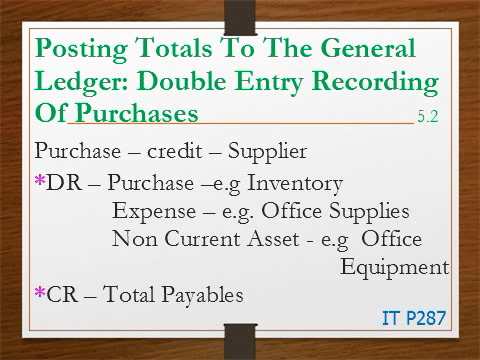 Posting Totals To The General
Ledger: Double Entry Recording
Of Purchases 5.2
Purchase – credit – Supplier
*DR – Purchase –e.g Inventory
Expense – e.g. Office Supplies
Non Current Asset - e.g Office
Equipment
*CR – Total Payables
IT P287